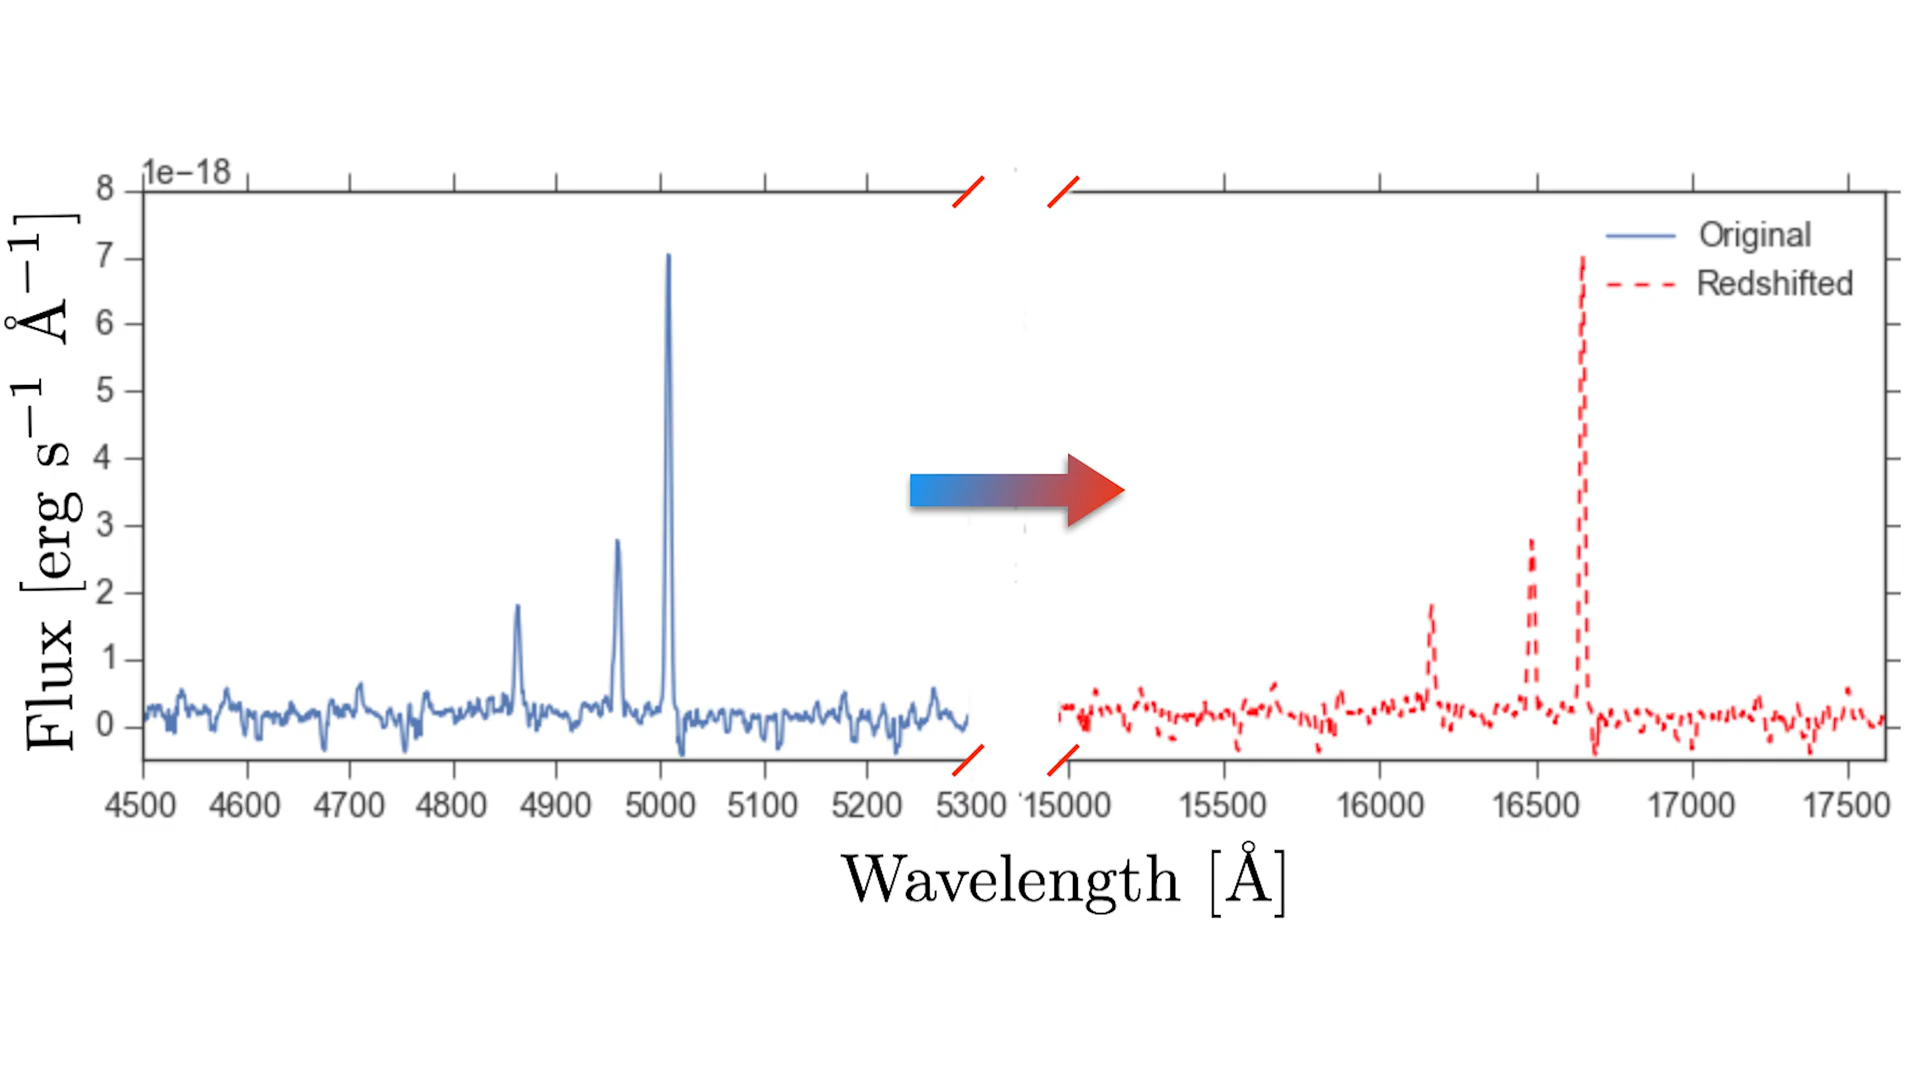 1e−18
8
7
6
5
4
3
2
1
0
Flux [erg s⁻¹ Å⁻¹]
Original
Redshifted
4500 4600 4700 4800 4900 5000 5100 5200 5300 15000 15500 16000 16500 17000 17500
Wavelength [Å]